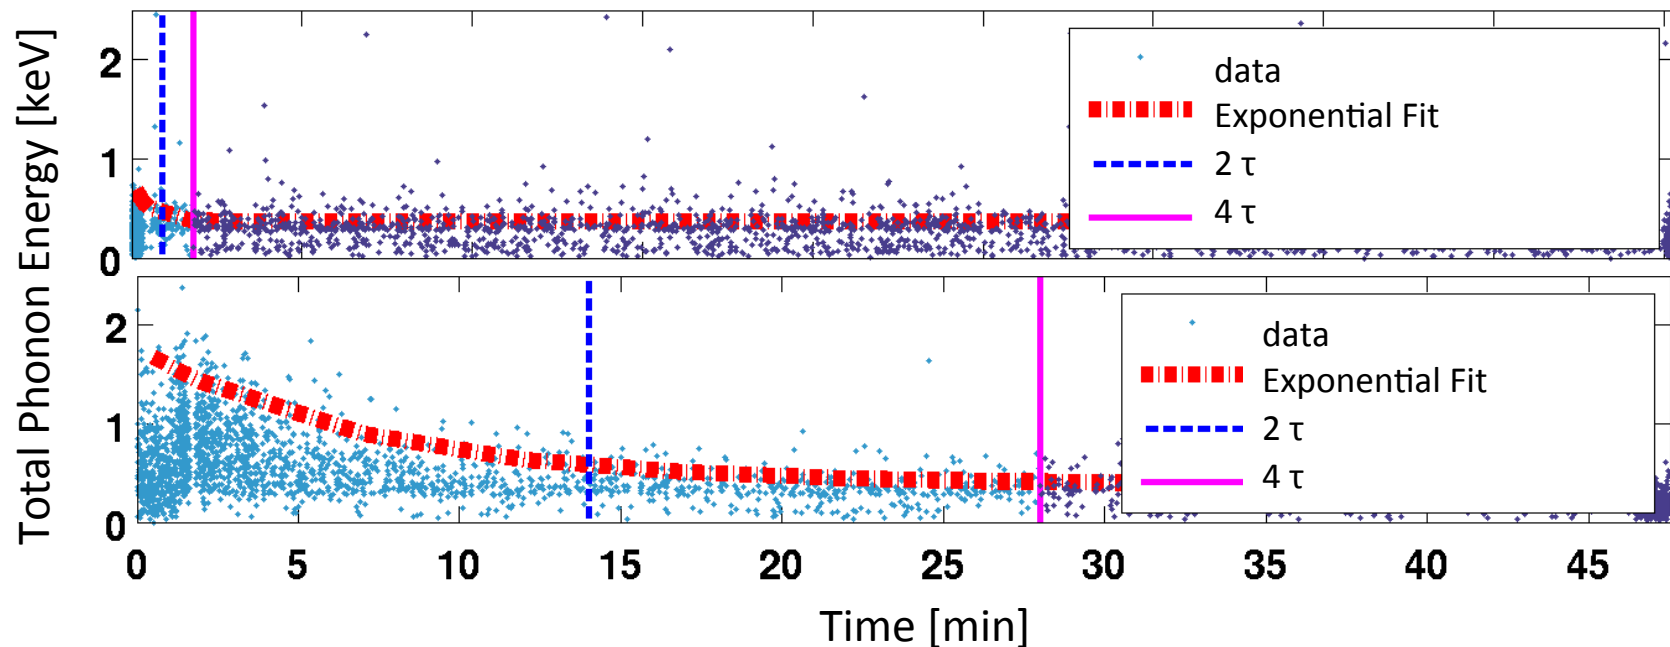 Total Phonon Energy [keV]
2
1
0
data
Exponential Fit
2 τ
4 τ
2
1
0
data
Exponential Fit
2 τ
4 τ
0 5 10 15 20 25 30 35 40 45
Time [min]